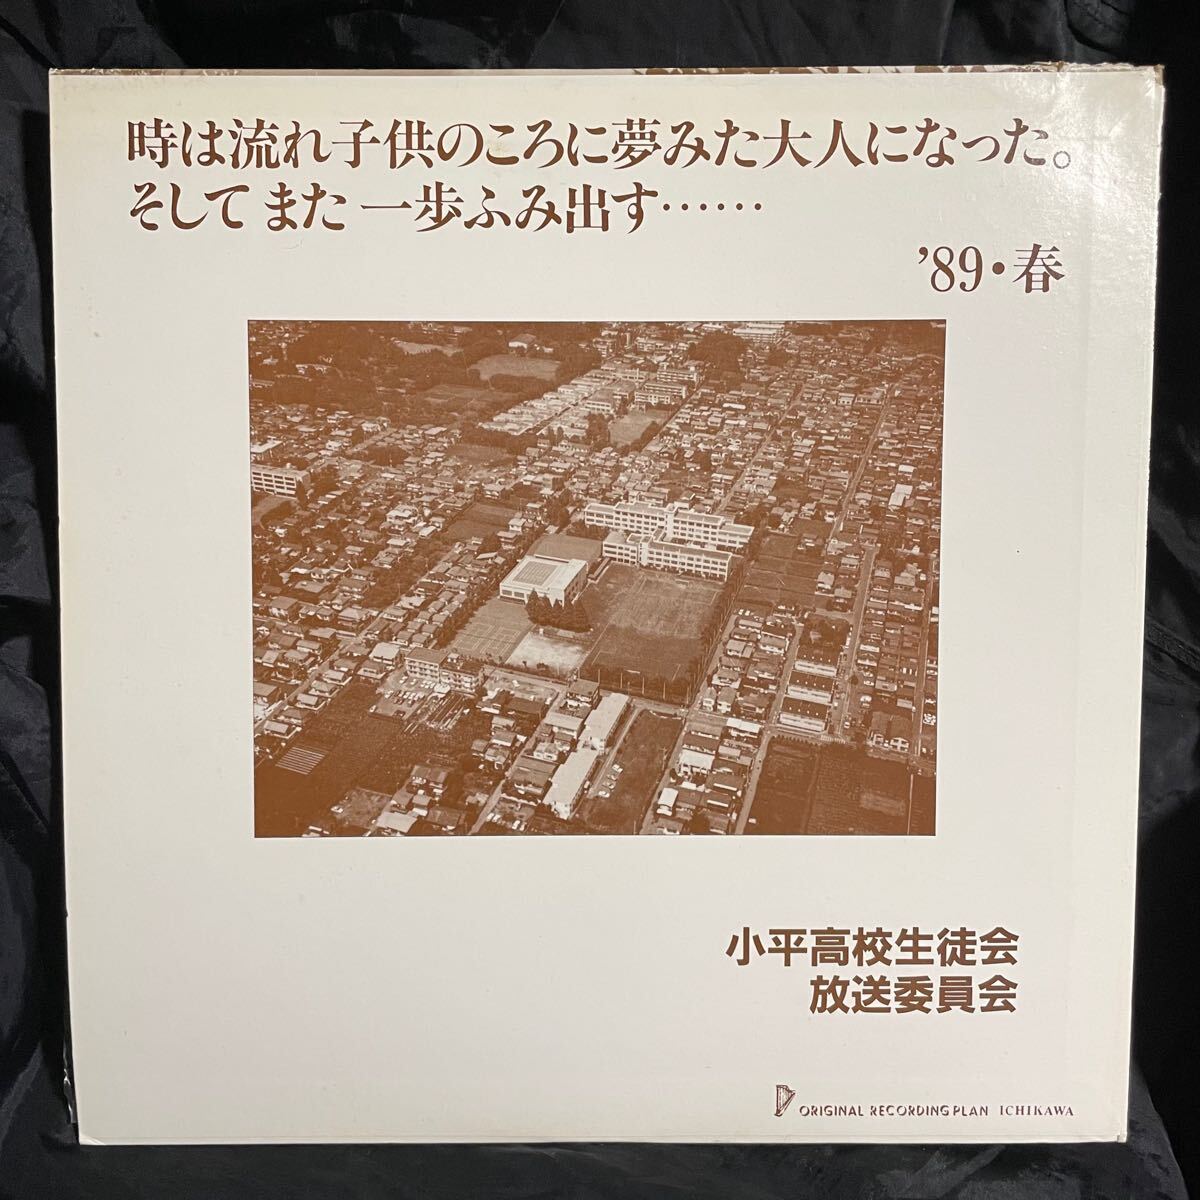 時は流れ子供のころに夢みた大人になった。
そしてまた一歩ふみ出す……
’89・春
小平高校生徒会
放送委員会
ORIGINAL RECORDING PLAN ICHIKAWA